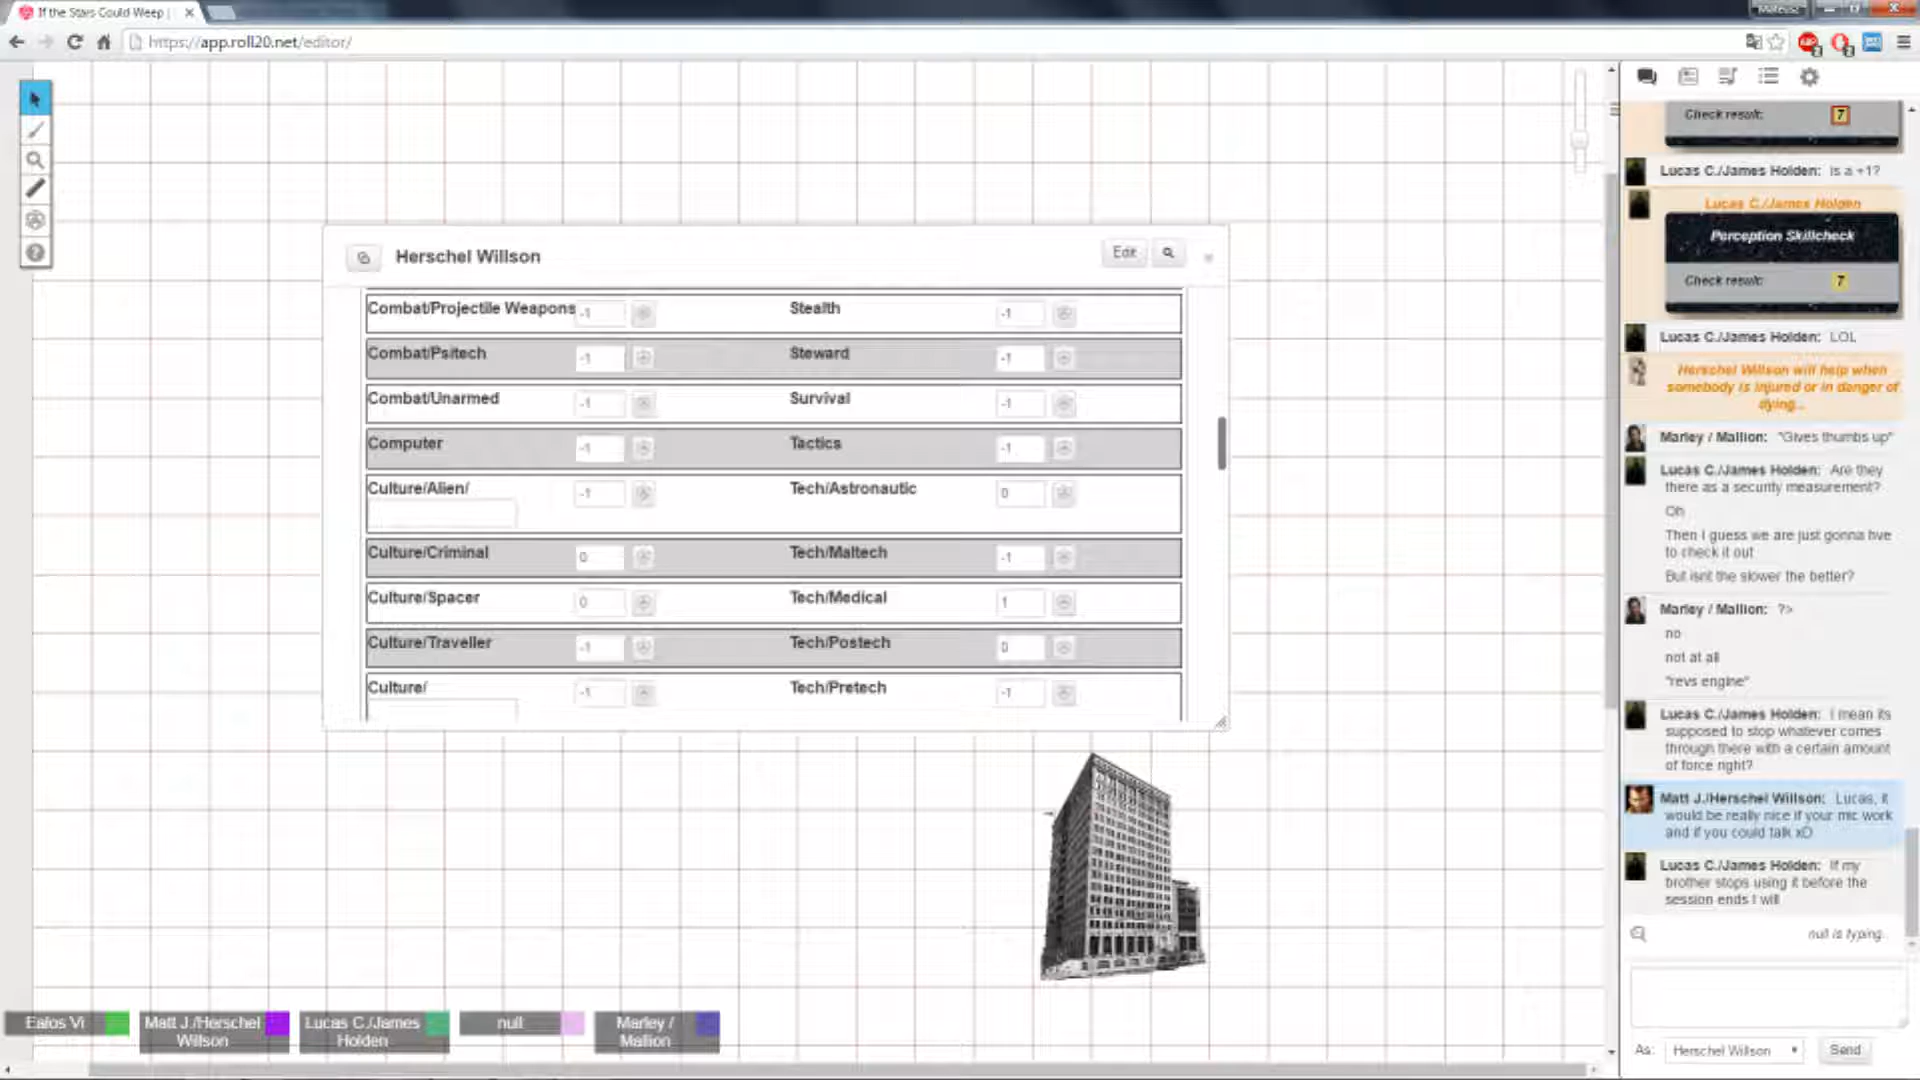 If the Stars Could Weep |
Mateusz
https://app.roll20.net/editor/
Herschel Willson
Edit
Combat/Projectile Weapons -1 Stealth -1
Combat/Psitech -1 Steward -1
Combat/Unarmed -1 Survival -1
Computer -1 Tactics -1
Culture/Alien/ -1 Tech/Astronautic 0
Culture/Criminal 0 Tech/Maltech -1
Culture/Spacer 0 Tech/Medical 1
Culture/Traveller -1 Tech/Postech 0
Culture/ -1 Tech/Pretech -1
Check result: 7
Lucas C./James Holden: is a +1?
Lucas C./James Holden
Perception Skillcheck
Check result: 7
Lucas C./James Holden: LOL
Herschel Willson will help when
somebody is injured or in danger of
dying...
Marley / Mallion: "Gives thumbs up"
Lucas C./James Holden: Are they
there as a security measurement?
Oh
Then I guess we are just gonna hve
to check it out
But isnt the slower the better?
Marley / Mallion: ?>
no
not at all
"revs engine"
Lucas C./James Holden: I mean its
supposed to stop whatever comes
through there with a certain amount
of force right?
Matt J./Herschel Willson: Lucas, it
would be really nice if your mic work
and if you could talk xD
Lucas C./James Holden: If my
brother stops using it before the
session ends I will
null is typing.
As: Herschel Willson Send
Ealos Vi
Matt J./Herschel
Willson
Lucas C./James
Holden
null
Marley /
Mallion